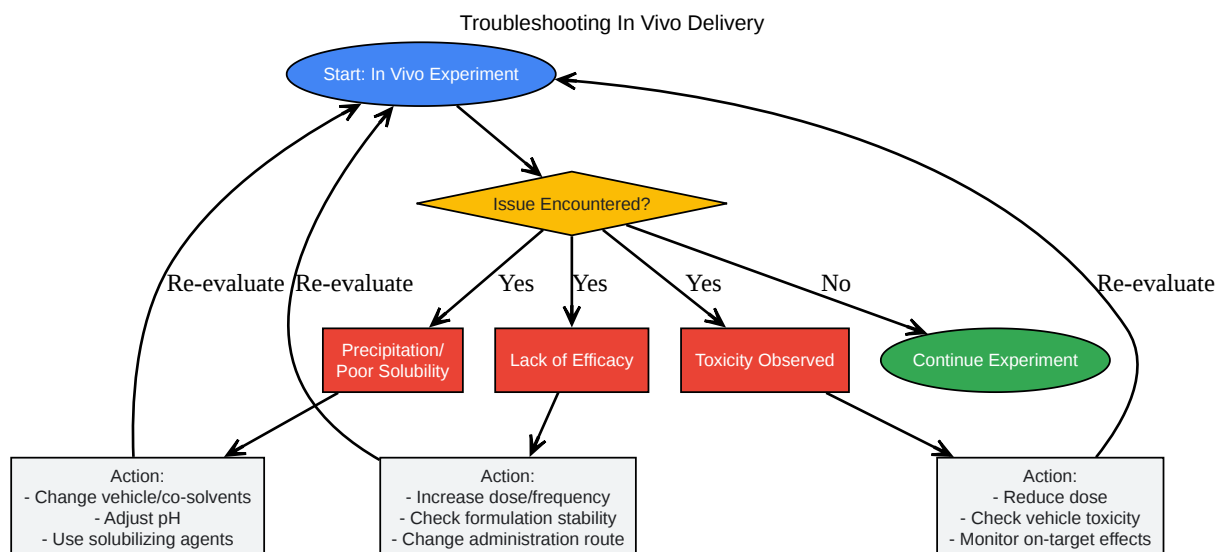 Troubleshooting In Vivo Delivery
Start: In Vivo Experiment
Issue Encountered?
Re-evaluate
Re-evaluate
Yes
Yes
Yes
No
Re-evaluate
Precipitation/
Poor Solubility
Lack of Efficacy
Toxicity Observed
Continue Experiment
Action:
- Change vehicle/co-solvents
- Adjust pH
- Use solubilizing agents
Action:
- Increase dose/frequency
- Check formulation stability
- Change administration route
Action:
- Reduce dose
- Check vehicle toxicity
- Monitor on-target effects